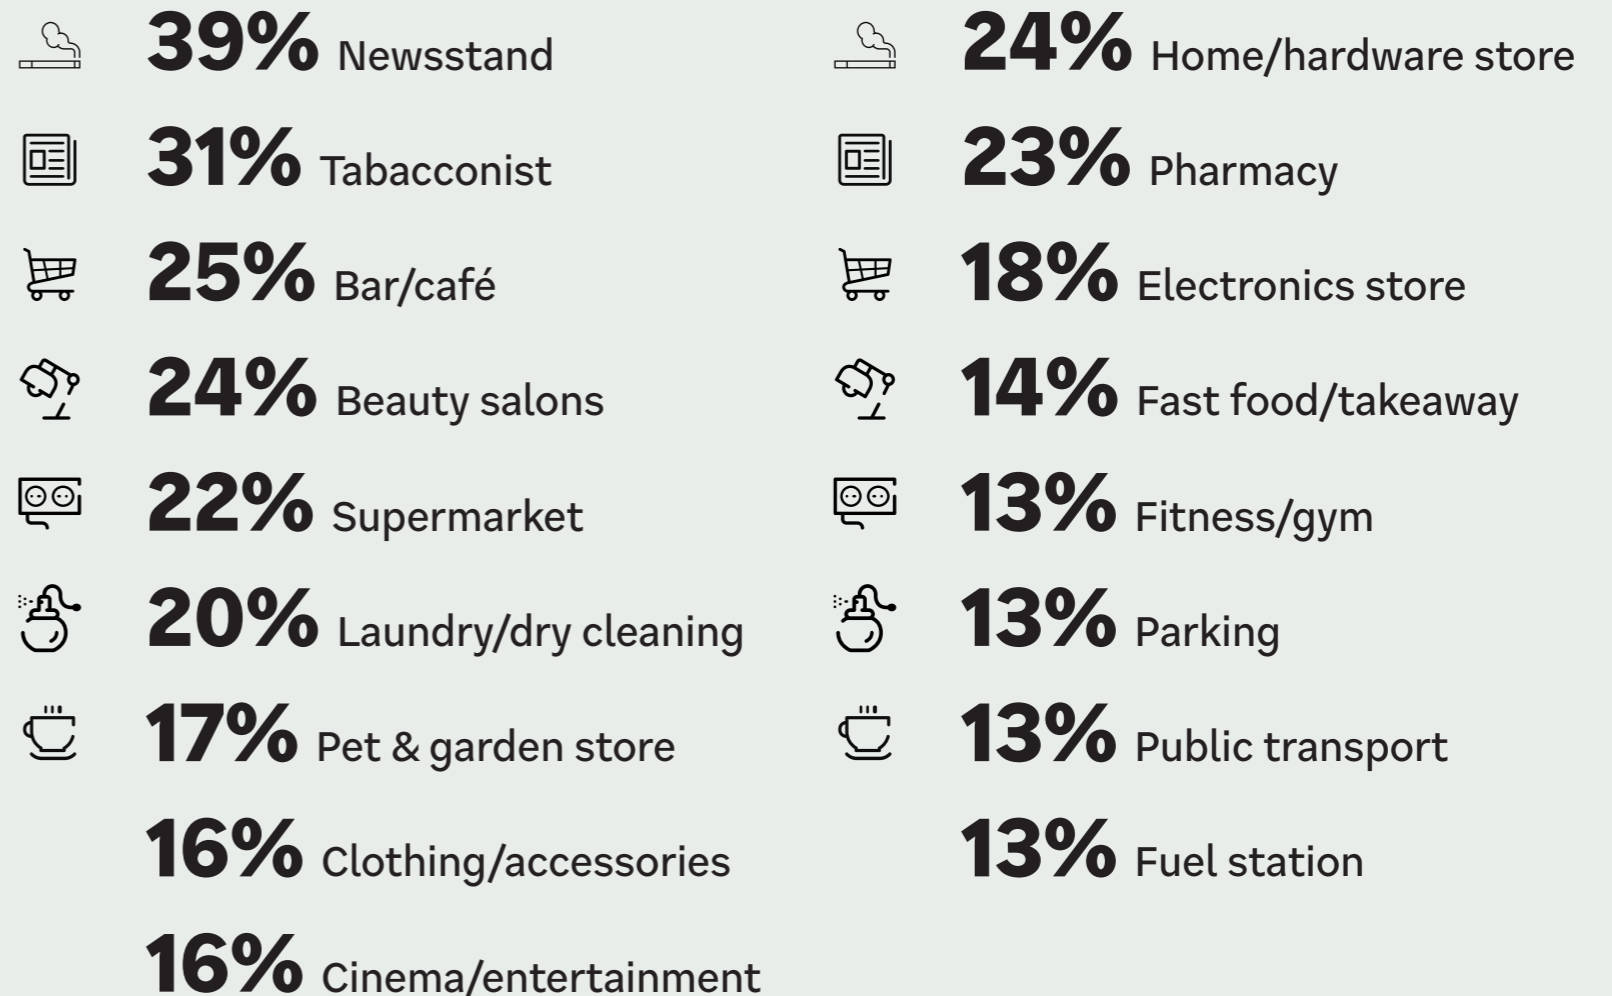 39% Newsstand
31% Tabacconist
25% Bar/café
24% Beauty salons
22% Supermarket
20% Laundry/dry cleaning
17% Pet & garden store
16% Clothing/accessories
16% Cinema/entertainment
24% Home/hardware store
23% Pharmacy
18% Electronics store
14% Fast food/takeaway
13% Fitness/gym
13% Parking
13% Public transport
13% Fuel station